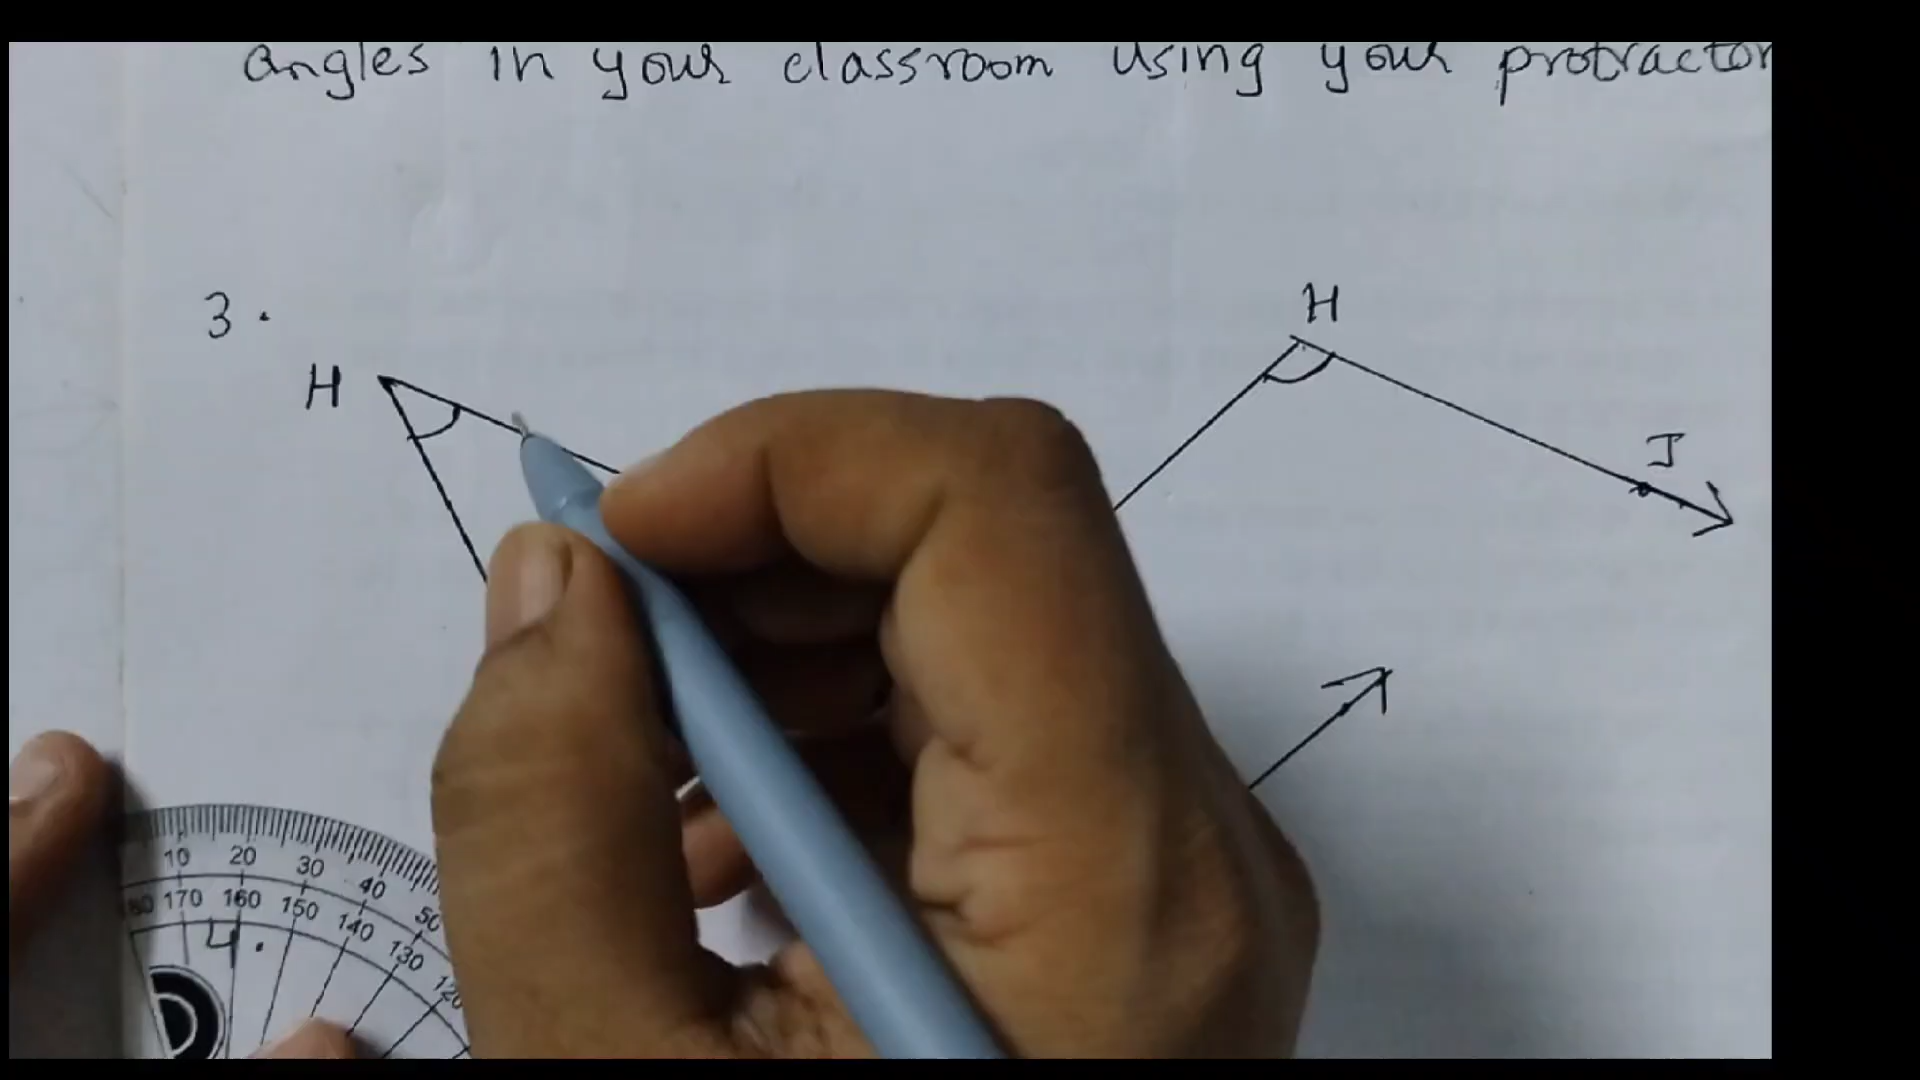 angles in your classroom using your protractor
3.
H
H
J
10 20 30 40 50
170 160 150 140 130 120
4.